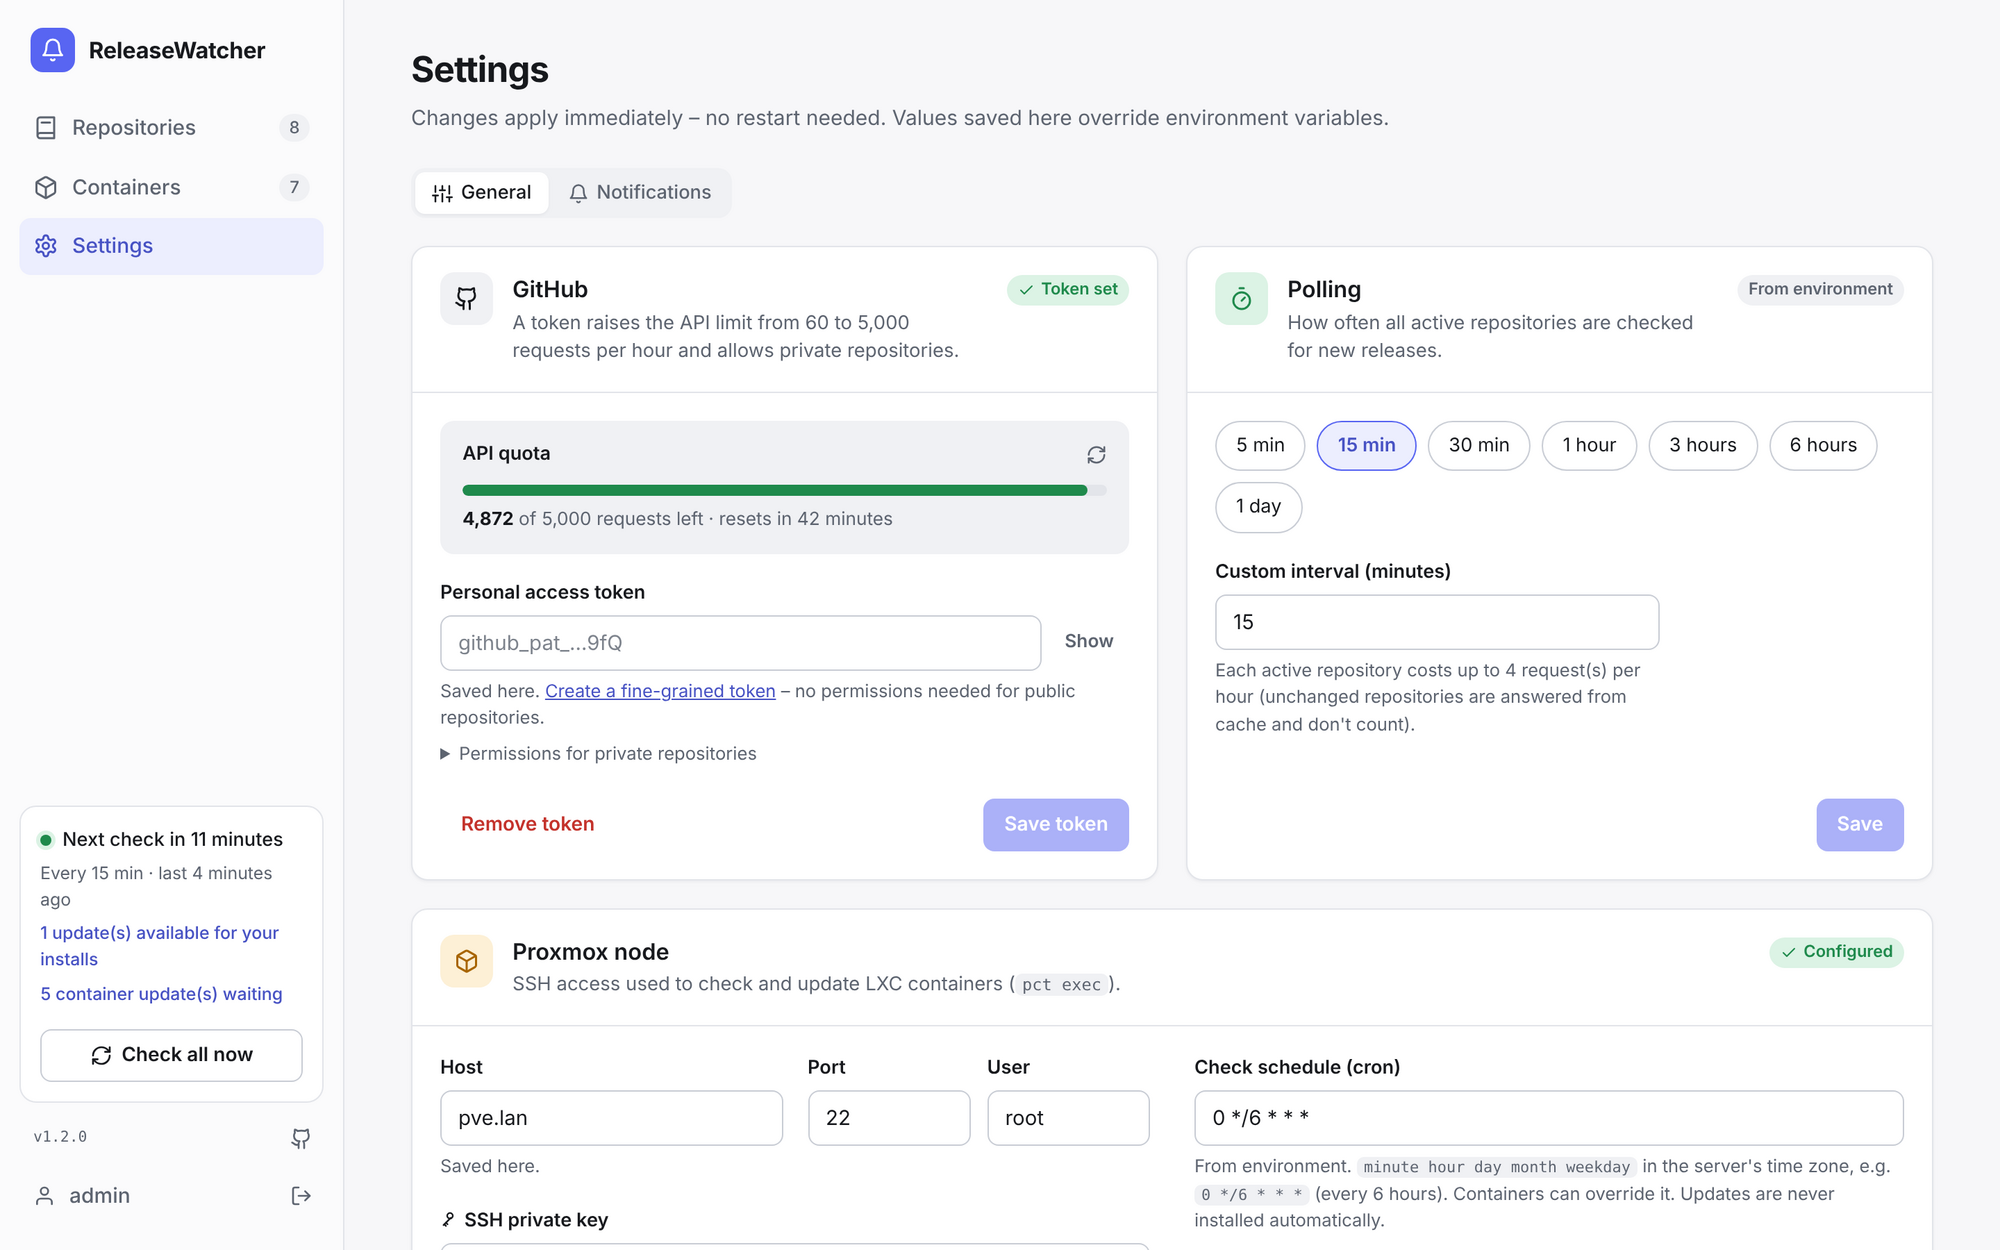 ReleaseWatcher
Repositories 8
Containers 7
Settings
Next check in 11 minutes
Every 15 min · last 4 minutes
ago
1 update(s) available for your
installs
5 container update(s) waiting
Check all now
v1.2.0
admin
Settings
Changes apply immediately – no restart needed. Values saved here override environment variables.
General
Notifications
GitHub
Token set
A token raises the API limit from 60 to 5,000
requests per hour and allows private repositories.
API quota
4,872 of 5,000 requests left · resets in 42 minutes
Personal access token
github_pat_…9fQ
Show
Saved here. Create a fine-grained token – no permissions needed for public
repositories.
Permissions for private repositories
Remove token
Save token
Polling
From environment
How often all active repositories are checked
for new releases.
5 min
15 min
30 min
1 hour
3 hours
6 hours
1 day
Custom interval (minutes)
15
Each active repository costs up to 4 request(s) per
hour (unchanged repositories are answered from
cache and don't count).
Save
Proxmox node
Configured
SSH access used to check and update LXC containers (pct exec).
Host
pve.lan
Saved here.
Port
22
User
root
SSH private key
Check schedule (cron)
0 */6 * * *
From environment. minute hour day month weekday in the server's time zone, e.g.
0 */6 * * * (every 6 hours). Containers can override it. Updates are never
installed automatically.